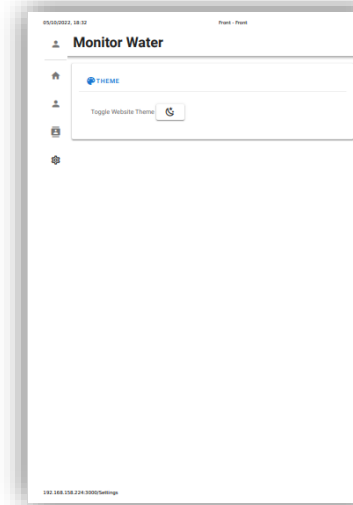 05/10/2022, 18:32
Front - Front
Monitor Water
THEME
Toggle Website Theme
192.168.158.224:3000/Settings